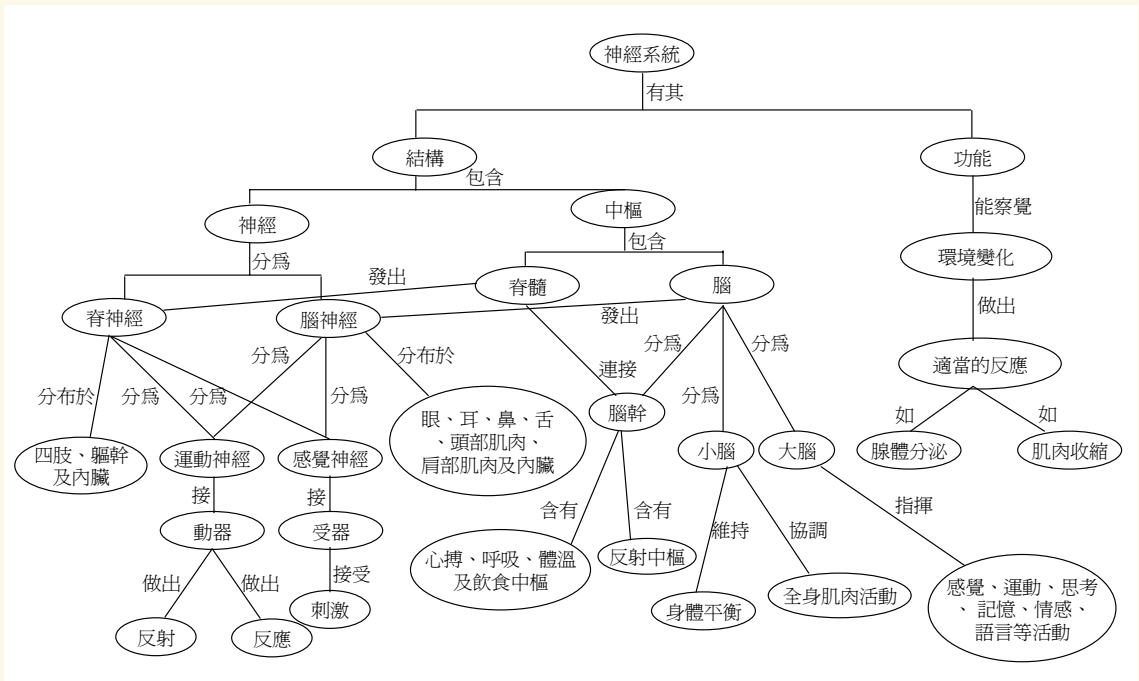 神經系統
有其
結構
功能
包含
能察覺
神經
中樞
分爲
包含
環境變化
發出
脊髓
腦
做出
脊神經
腦神經
發出
分布於
分爲
分爲
分爲
分爲
分布於
連接
分爲
分爲
分爲
適當的反應
眼、耳、鼻、舌
、頭部肌肉、
肩部肌肉及內臟
腦幹
如
如
四肢、軀幹
及內臟
運動神經
感覺神經
小腦
大腦
腺體分泌
肌肉收縮
接
接
含有
含有
維持
協調
指揮
動器
受器
心搏、呼吸、體溫
及飲食中樞
反射中樞
做出
做出
接受
刺激
身體平衡
全身肌肉活動
感覺、運動、思考
、記憶、情感、
語言等活動
反射
反應